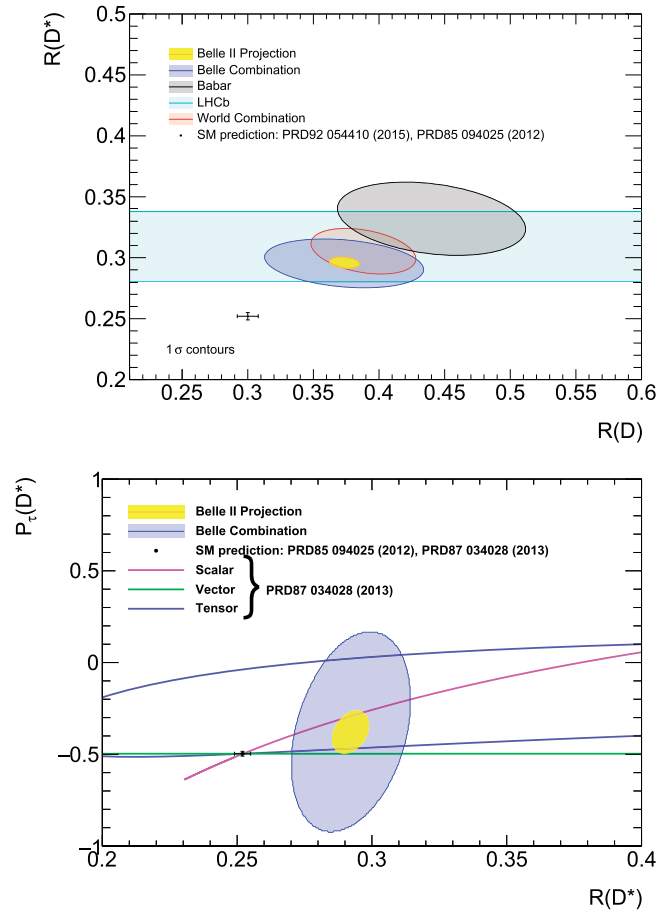 R(D*)
0.5
0.45
0.4
0.35
0.3
0.25
0.2
Belle II Projection
Belle Combination
Babar
LHCb
World Combination
SM prediction: PRD92 054410 (2015), PRD85 094025 (2012)
1 σ contours
0.25 0.3 0.35 0.4 0.45 0.5 0.55 0.6
R(D)
Pτ(D*)
1
0.5
0
−0.5
−1
Belle II Projection
Belle Combination
SM prediction: PRD85 094025 (2012), PRD87 034028 (2013)
Scalar
Vector } PRD87 034028 (2013)
Tensor
0.2 0.25 0.3 0.35 0.4
R(D*)